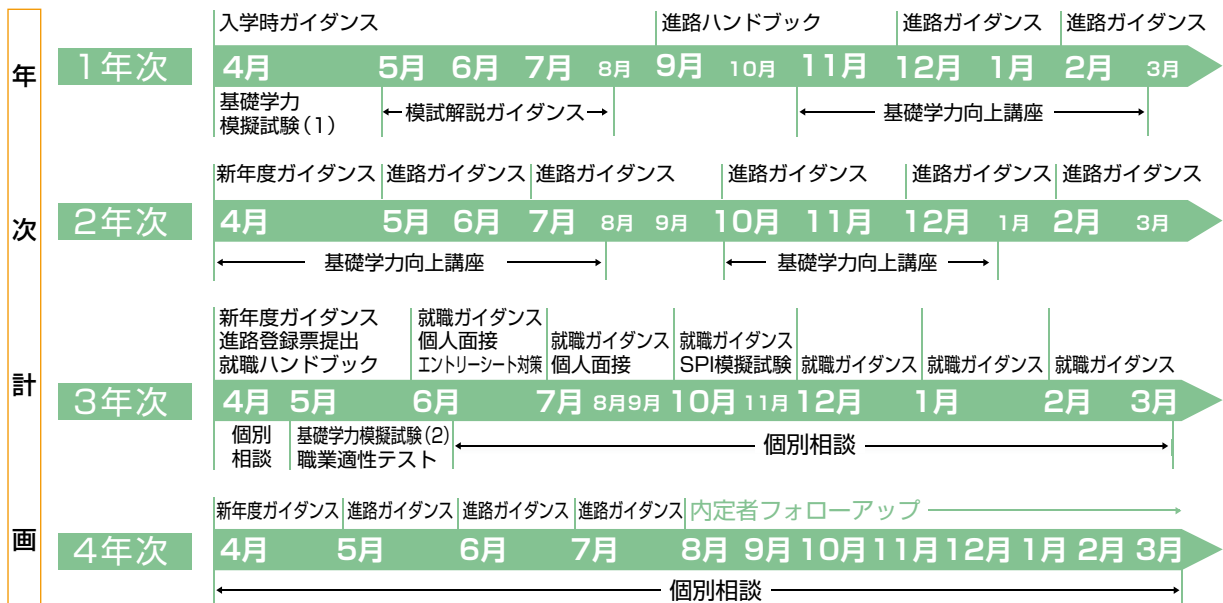 年次計画
入学時ガイダンス 進路ハンドブック 進路ガイダンス 進路ガイダンス
1年次 4月 5月 6月 7月 8月 9月 10月 11月 12月 1月 2月 3月
基礎学力
模擬試験(1)
模試解説ガイダンス 基礎学力向上講座
新年度ガイダンス 進路ガイダンス 進路ガイダンス 進路ガイダンス 進路ガイダンス 進路ガイダンス
2年次 4月 5月 6月 7月 8月 9月 10月 11月 12月 1月 2月 3月
基礎学力向上講座 基礎学力向上講座
新年度ガイダンス
進路登録票提出
就職ハンドブック
就職ガイダンス
個人面接
エントリーシート対策
就職ガイダンス
個人面接
就職ガイダンス
SPI模擬試験
就職ガイダンス 就職ガイダンス 就職ガイダンス
3年次 4月 5月 6月 7月 8月 9月 10月 11月 12月 1月 2月 3月
個別
相談
基礎学力模擬試験(2)
職業適性テスト
個別相談
新年度ガイダンス 進路ガイダンス 進路ガイダンス 進路ガイダンス 内定者フォローアップ
4年次 4月 5月 6月 7月 8月 9月 10月 11月 12月 1月 2月 3月
個別相談